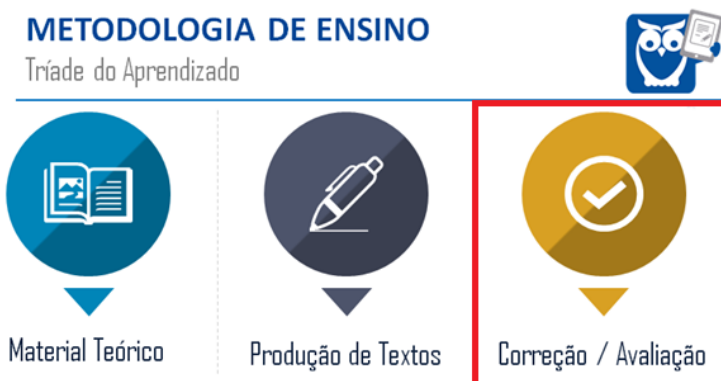 METODOLOGIA DE ENSINO
Tríade do Aprendizado
Material Teórico
Produção de Textos
Correção / Avaliação